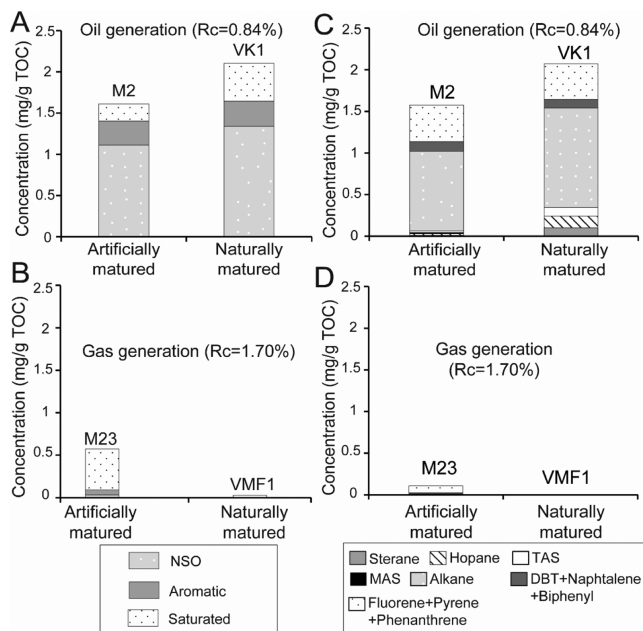 A
Oil generation (Rc=0.84%)
Concentration (mg/g TOC)
2.5
2
1.5
1
0.5
0
M2
VK1
Artificially
matured
Naturally
matured
B
Gas generation (Rc=1.70%)
Concentration (mg/g TOC)
2.5
2
1.5
1
0.5
0
M23
VMF1
Artificially
matured
Naturally
matured
NSO
Aromatic
Saturated
C
Oil generation (Rc=0.84%)
Concentration (mg/g TOC)
2.5
2
1.5
1
0.5
0
M2
VK1
Artificially
matured
Naturally
matured
D
Gas generation
(Rc=1.70%)
Concentration (mg/g TOC)
2.5
2
1.5
1
0.5
0
M23
VMF1
Artificially
matured
Naturally
matured
Sterane
Hopane
TAS
MAS
Alkane
DBT+Naphtalene
+Biphenyl
Fluorene+Pyrene
+Phenanthrene